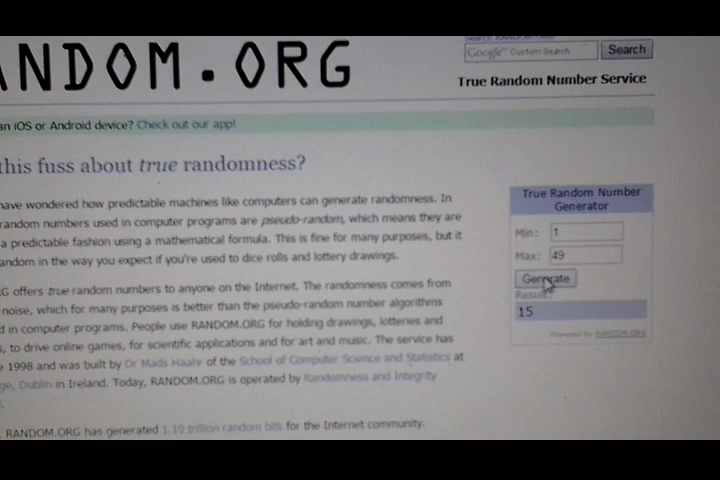 ANDOM.ORG
Search RANDOM.ORG
Google™ Custom Search
Search
True Random Number Service
an iOS or Android device? Check out our app!
this fuss about true randomness?
have wondered how predictable machines like computers can generate randomness. In
random numbers used in computer programs are pseudo-random, which means they are
a predictable fashion using a mathematical formula. This is fine for many purposes, but it
andom in the way you expect if you're used to dice rolls and lottery drawings.
G offers true random numbers to anyone on the Internet. The randomness comes from
noise, which for many purposes is better than the pseudo-random number algorithms
d in computer programs. People use RANDOM.ORG for holding drawings, lotteries and
s, to drive online games, for scientific applications and for art and music. The service has
1998 and was built by Dr Mads Haahr of the School of Computer Science and Statistics at
ge, Dublin in Ireland. Today, RANDOM.ORG is operated by Randomness and Integrity
RANDOM.ORG has generated 1.19 trillion random bits for the Internet community.
True Random Number
Generator
Min: 1
Max: 49
Generate
Result:
15
Powered by RANDOM.ORG